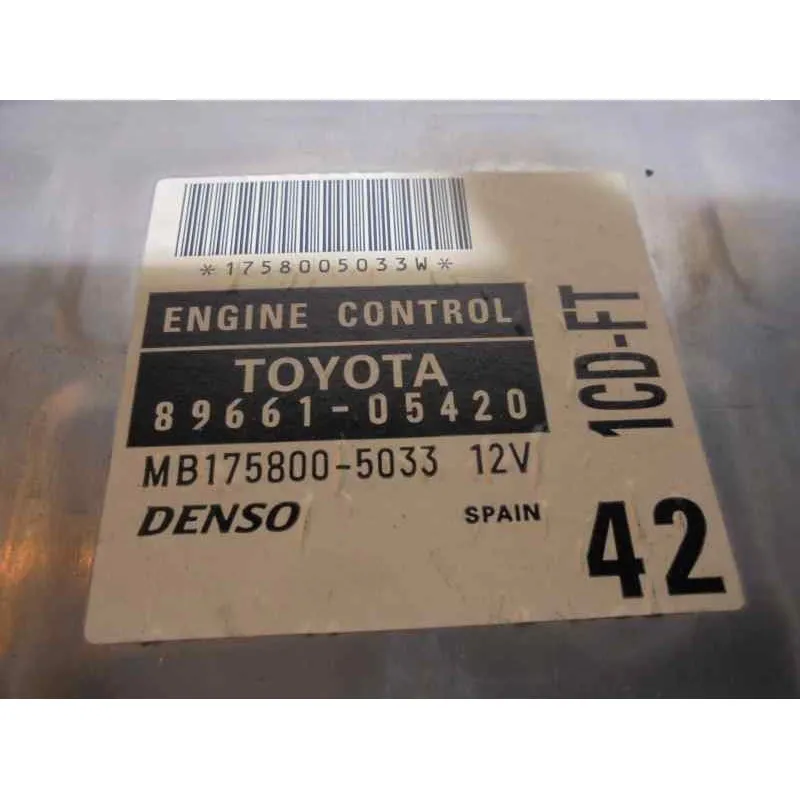 *1758005033W*
ENGINE CONTROL
TOYOTA
89661-05420
MB175800-5033 12V
DENSO SPAIN
1CD-FT
42